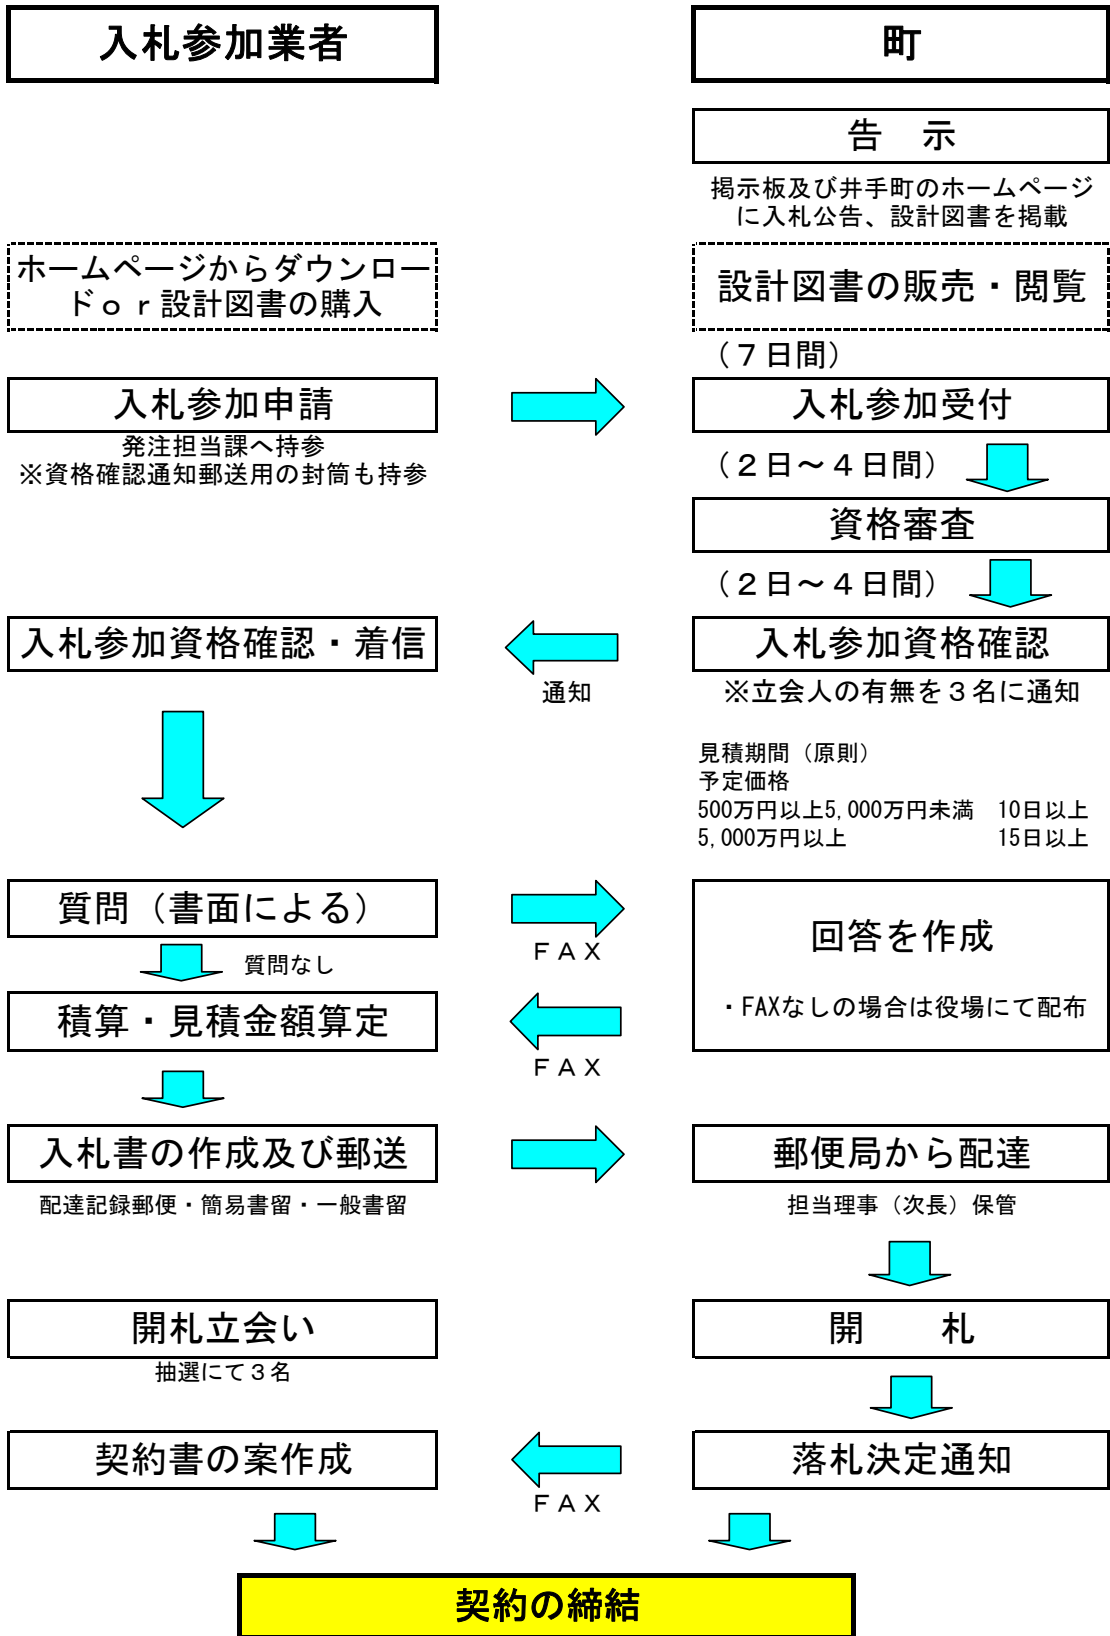 入札参加業者
町
告　示
掲示板及び井手町のホームページ
に入札公告、設計図書を掲載
ホームページからダウンロー
ドｏｒ設計図書の購入
設計図書の販売・閲覧
（７日間）
入札参加申請
入札参加受付
発注担当課へ持参
※資格確認通知郵送用の封筒も持参
（２日～４日間）
資格審査
（２日～４日間）
入札参加資格確認・着信
入札参加資格確認
通知
※立会人の有無を３名に通知
見積期間（原則）
予定価格
500万円以上5,000万円未満　10日以上
5,000万円以上　15日以上
質問（書面による）
ＦＡＸ
回答を作成
・FAXなしの場合は役場にて配布
質問なし
積算・見積金額算定
ＦＡＸ
入札書の作成及び郵送
郵便局から配達
配達記録郵便・簡易書留・一般書留
担当理事（次長）保管
開札立会い
開　　札
抽選にて３名
契約書の案作成
落札決定通知
ＦＡＸ
契約の締結